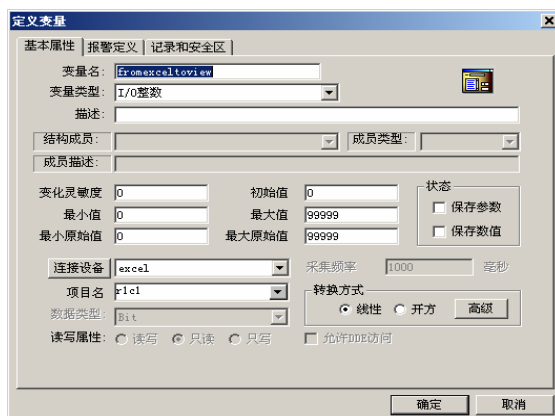 定义变量
基本属性 报警定义 记录和安全区
变量名: fromexceltoview
变量类型: I/O整数
描述:
结构成员: 成员类型:
成员描述:
变化灵敏度 0 初始值 0 状态
最小值 0 最大值 99999 保存参数
最小原始值 0 最大原始值 99999 保存数值
连接设备 excel 采集频率 1000 毫秒
项目名 r1c1 转换方式
数据类型: Bit 线性 开方 高级
读写属性: 读写 只读 只写 允许DDE访问
确定 取消